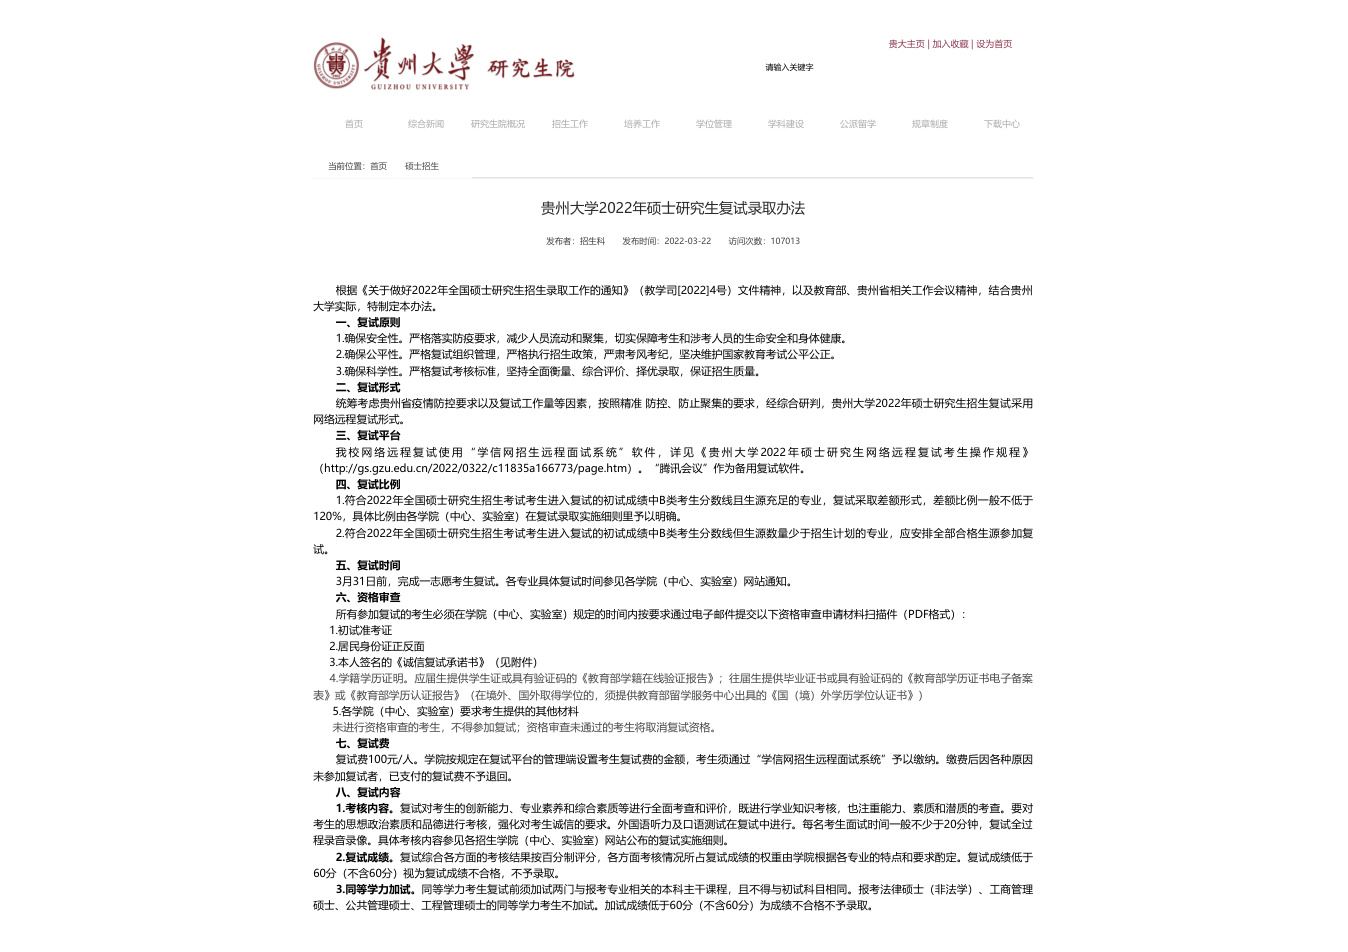 贵州大学 研究生院
GUIZHOU UNIVERSITY
贵大主页 | 加入收藏 | 设为首页
请输入关键字
首页 综合新闻 研究生院概况 招生工作 培养工作 学位管理 学科建设 公派留学 规章制度 下载中心
当前位置：首页 硕士招生
贵州大学2022年硕士研究生复试录取办法
发布者：招生科 发布时间：2022-03-22 访问次数：107013
根据《关于做好2022年全国硕士研究生招生录取工作的通知》（教学司[2022]4号）文件精神，以及教育部、贵州省相关工作会议精神，结合贵州
大学实际，特制定本办法。
一、复试原则
1.确保安全性。严格落实防疫要求，减少人员流动和聚集，切实保障考生和涉考人员的生命安全和身体健康。
2.确保公平性。严格复试组织管理，严格执行招生政策，严肃考风考纪，坚决维护国家教育考试公平公正。
3.确保科学性。严格复试考核标准，坚持全面衡量、综合评价、择优录取，保证招生质量。
二、复试形式
统筹考虑贵州省疫情防控要求以及复试工作量等因素，按照精准 防控、防止聚集的要求，经综合研判，贵州大学2022年硕士研究生招生复试采用
网络远程复试形式。
三、复试平台
我校网络远程复试使用“学信网招生远程面试系统”软件，详见《贵州大学2022年硕士研究生网络远程复试考生操作规程》
（http://gs.gzu.edu.cn/2022/0322/c11835a166773/page.htm）。“腾讯会议”作为备用复试软件。
四、复试比例
1.符合2022年全国硕士研究生招生考试考生进入复试的初试成绩中B类考生分数线且生源充足的专业，复试采取差额形式，差额比例一般不低于
120%，具体比例由各学院（中心、实验室）在复试录取实施细则里予以明确。
2.符合2022年全国硕士研究生招生考试考生进入复试的初试成绩中B类考生分数线但生源数量少于招生计划的专业，应安排全部合格生源参加复
试。
五、复试时间
3月31日前，完成一志愿考生复试。各专业具体复试时间参见各学院（中心、实验室）网站通知。
六、资格审查
所有参加复试的考生必须在学院（中心、实验室）规定的时间内按要求通过电子邮件提交以下资格审查申请材料扫描件（PDF格式）：
1.初试准考证
2.居民身份证正反面
3.本人签名的《诚信复试承诺书》（见附件）
4.学籍学历证明。应届生提供学生证或具有验证码的《教育部学籍在线验证报告》；往届生提供毕业证书或具有验证码的《教育部学历证书电子备案
表》或《教育部学历认证报告》（在境外、国外取得学位的，须提供教育部留学服务中心出具的《国（境）外学历学位认证书》）
5.各学院（中心、实验室）要求考生提供的其他材料
未进行资格审查的考生，不得参加复试；资格审查未通过的考生将取消复试资格。
七、复试费
复试费100元/人。学院按规定在复试平台的管理端设置考生复试费的金额，考生须通过“学信网招生远程面试系统”予以缴纳。缴费后因各种原因
未参加复试者，已支付的复试费不予退回。
八、复试内容
1.考核内容。复试对考生的创新能力、专业素养和综合素质等进行全面考查和评价，既进行学业知识考核，也注重能力、素质和潜质的考查。要对
考生的思想政治素质和品德进行考核，强化对考生诚信的要求。外国语听力及口语测试在复试中进行。每名考生面试时间一般不少于20分钟，复试全过
程录音录像。具体考核内容参见各招生学院（中心、实验室）网站公布的复试实施细则。
2.复试成绩。复试综合各方面的考核结果按百分制评分，各方面考核情况所占复试成绩的权重由学院根据各专业的特点和要求酌定。复试成绩低于
60分（不含60分）视为复试成绩不合格，不予录取。
3.同等学力加试。同等学力考生复试前须加试两门与报考专业相关的本科主干课程，且不得与初试科目相同。报考法律硕士（非法学）、工商管理
硕士、公共管理硕士、工程管理硕士的同等学力考生不加试。加试成绩低于60分（不含60分）为成绩不合格不予录取。